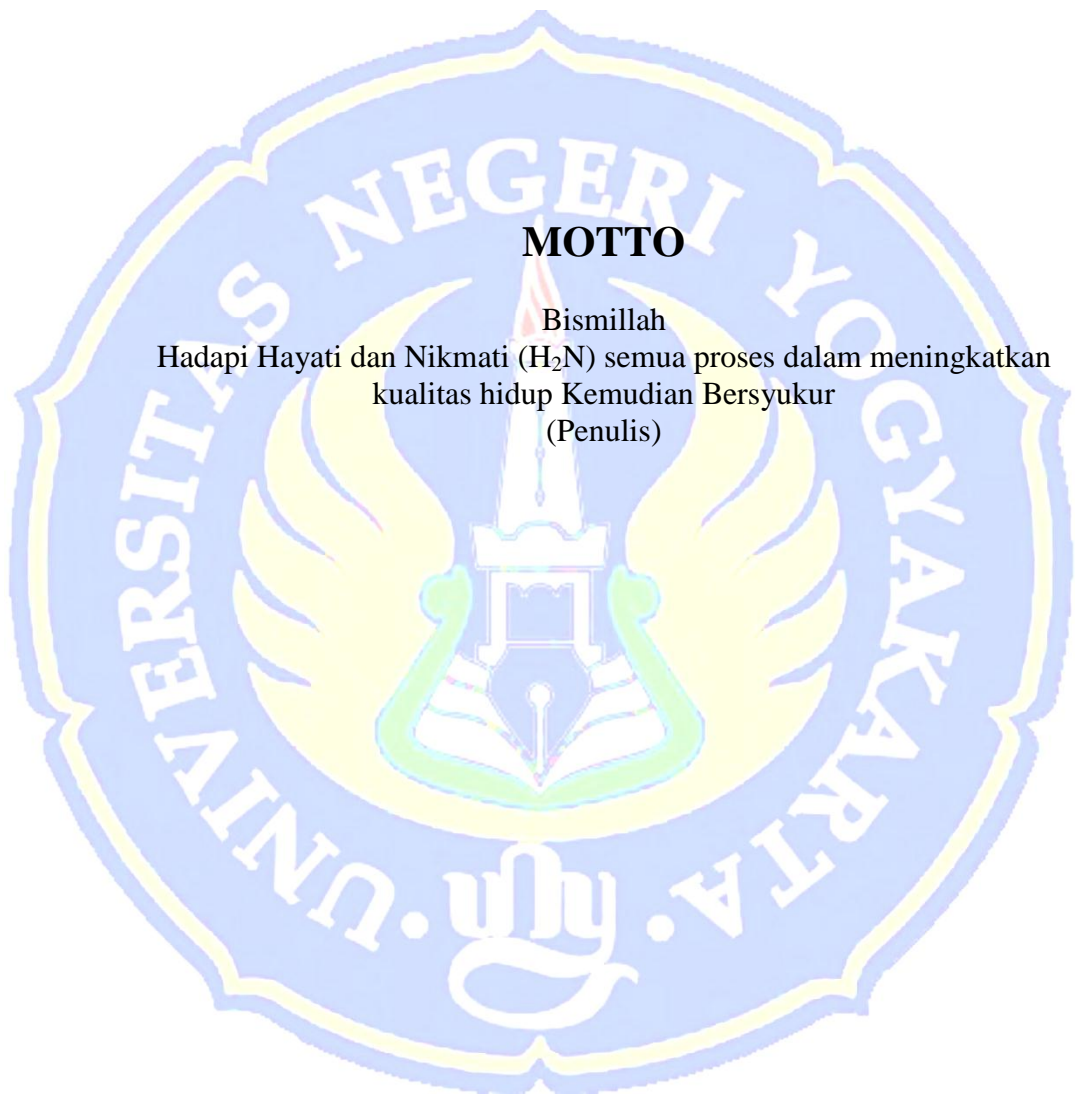 UNIVERSITAS NEGERI YOGYAKARTA
MOTTO
Bismillah
Hadapi Hayati dan Nikmati (H₂N) semua proses dalam meningkatkan
kualitas hidup Kemudian Bersyukur
(Penulis)
uny